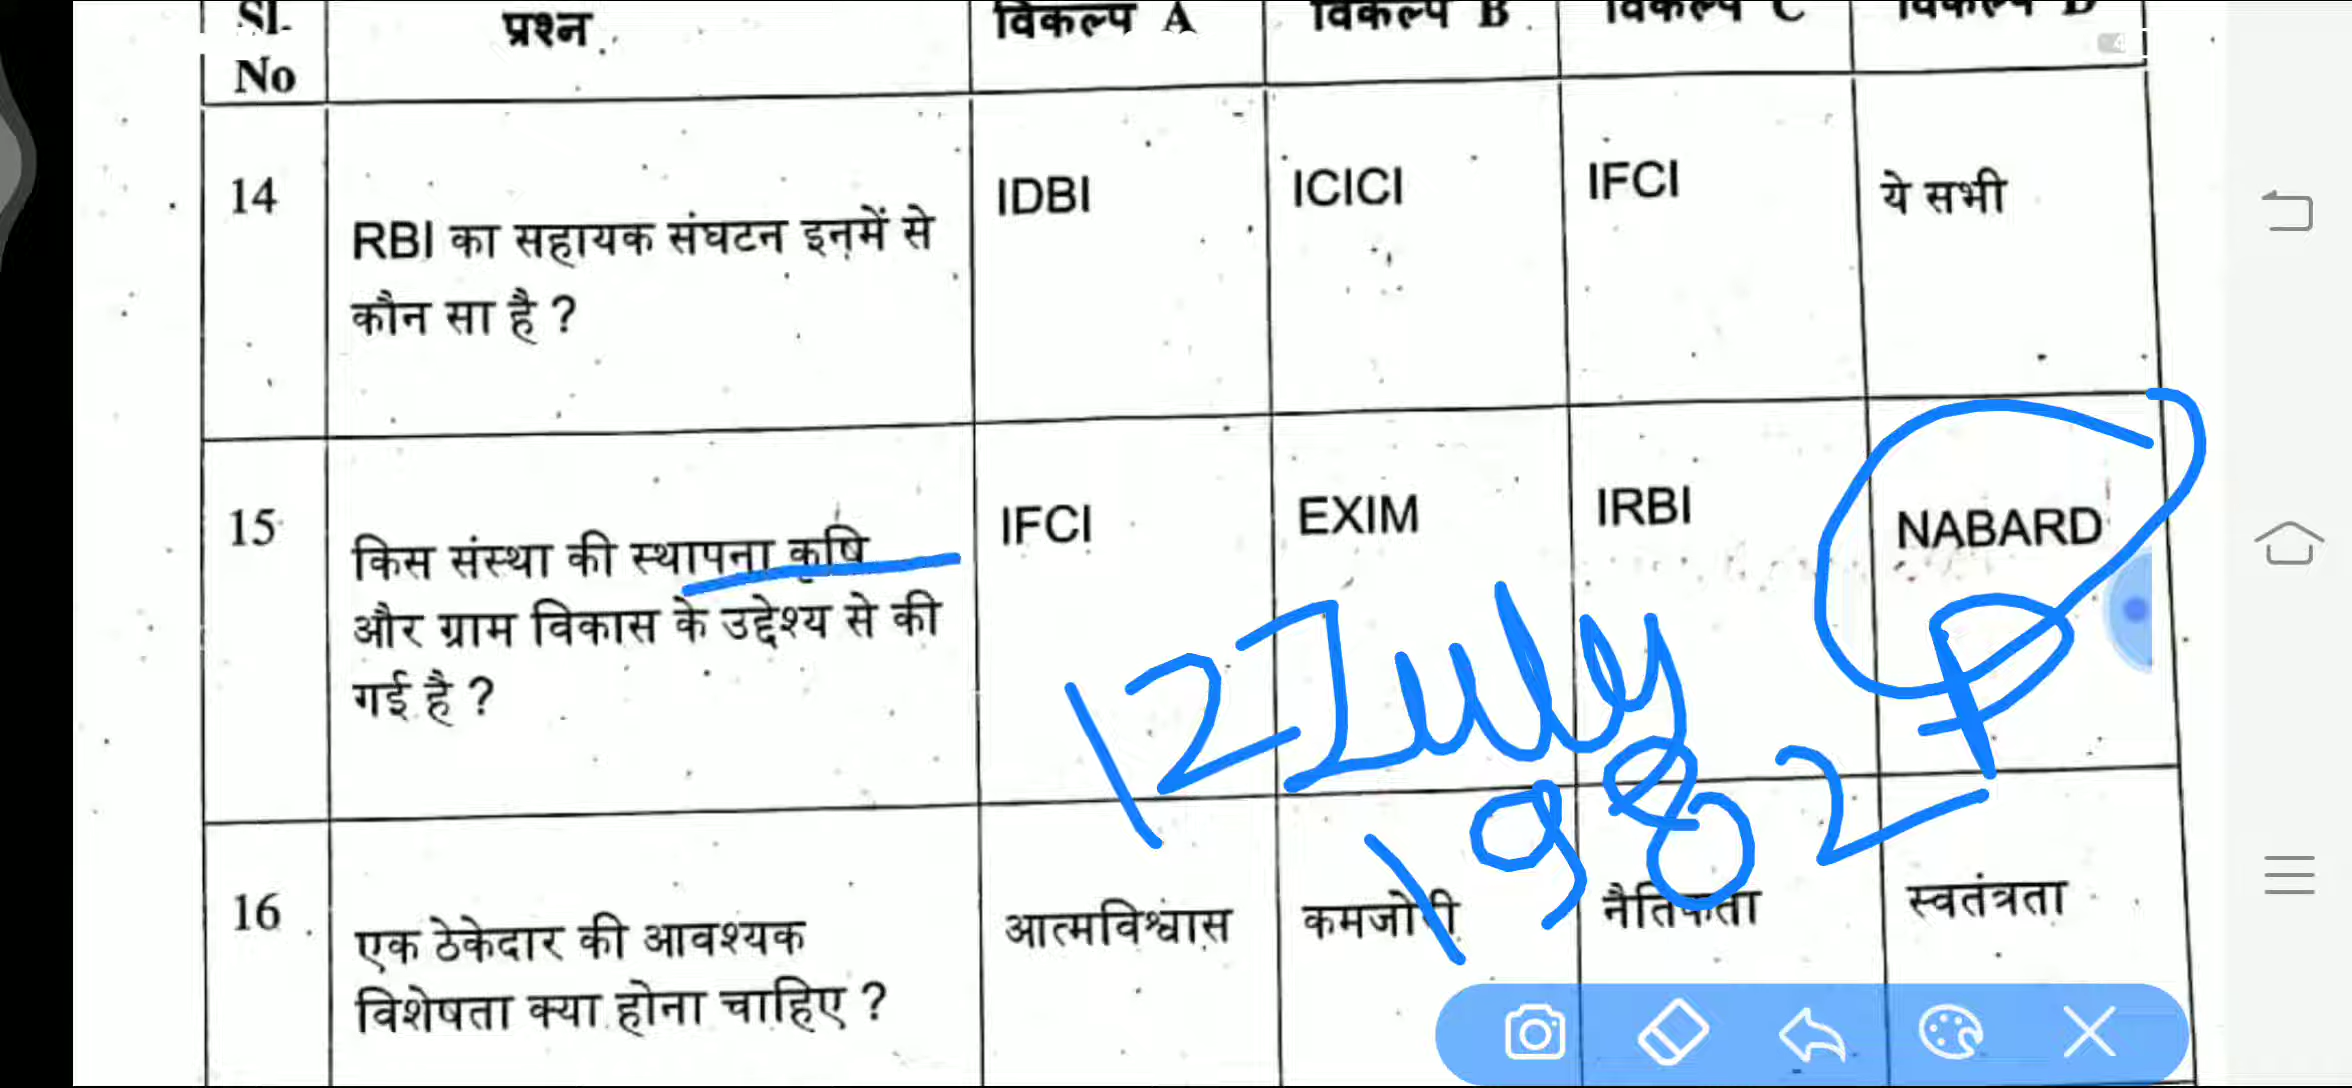 Sl. प्रश्न विकल्प A विकल्प B विकल्प C विकल्प D
No
14 IDBI ICICI IFCI ये सभी
RBI का सहायक संघटन इनमें से
कौन सा है ?
15 IFCI EXIM IRBI NABARD
किस संस्था की स्थापना कृषि
और ग्राम विकास के उद्देश्य से की
गई है ?
12 July
1982
16 आत्मविश्वास कमजोरी नैतिकता स्वतंत्रता
एक ठेकेदार की आवश्यक
विशेषता क्या होना चाहिए ?